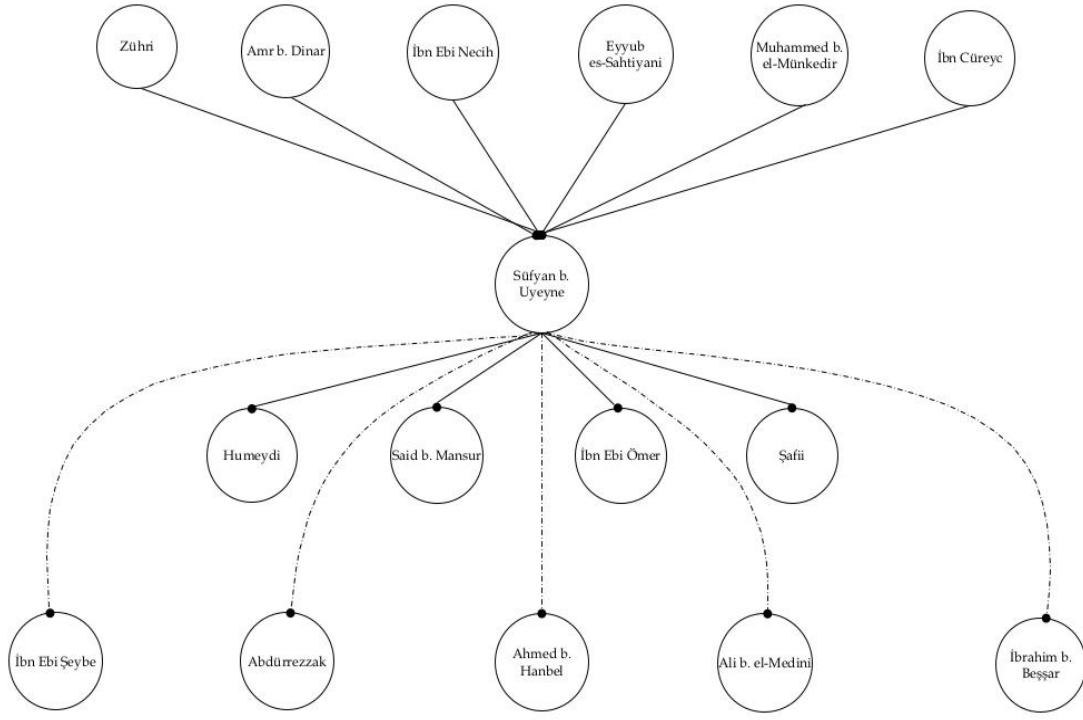 Zühri
Amr b. Dinar
İbn Ebi Necih
Eyyub
es-Sahtiyani
Muhammed b.
el-Münkedir
İbn Cüreyc
Süfyan b.
Uyeyne
Humeydi
Said b. Mansur
İbn Ebi Ömer
Şafii
İbn Ebi Şeybe
Abdürrezzak
Ahmed b.
Hanbel
Ali b. el-Medini
İbrahim b.
Beşşar